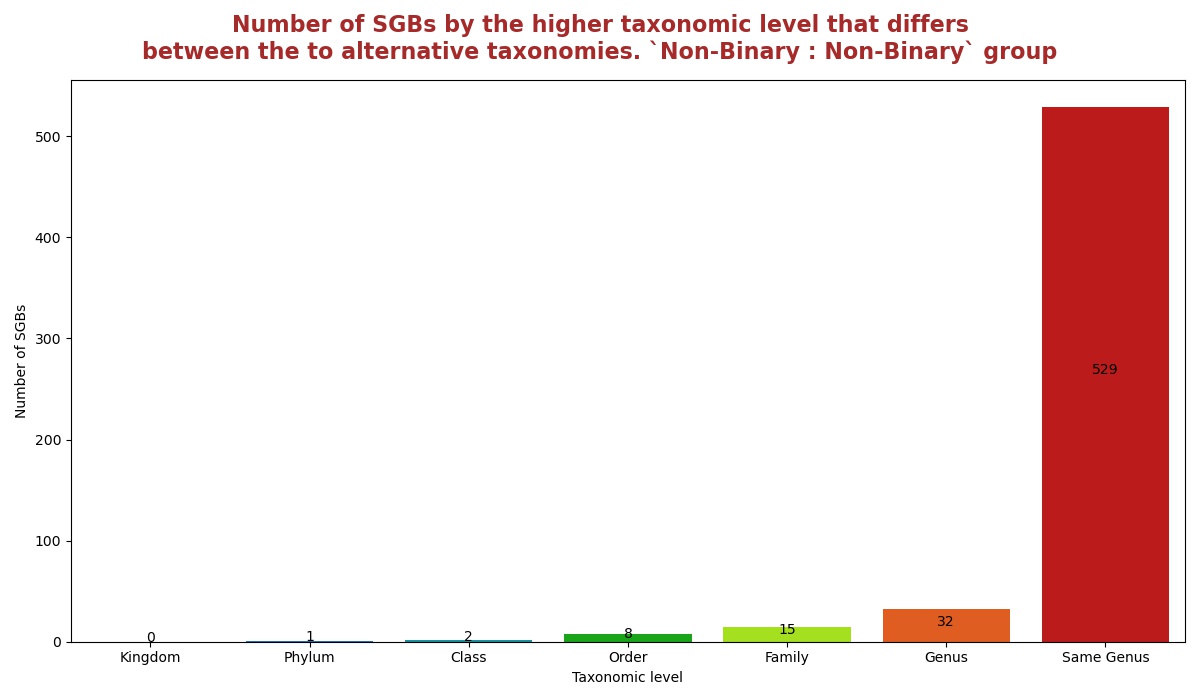 Number of SGBs by the higher taxonomic level that differs
between the to alternative taxonomies. `Non-Binary : Non-Binary` group
Number of SGBs
500
400
300
200
100
0
0
1
2
8
15
32
529
Kingdom
Phylum
Class
Order
Family
Genus
Same Genus
Taxonomic level